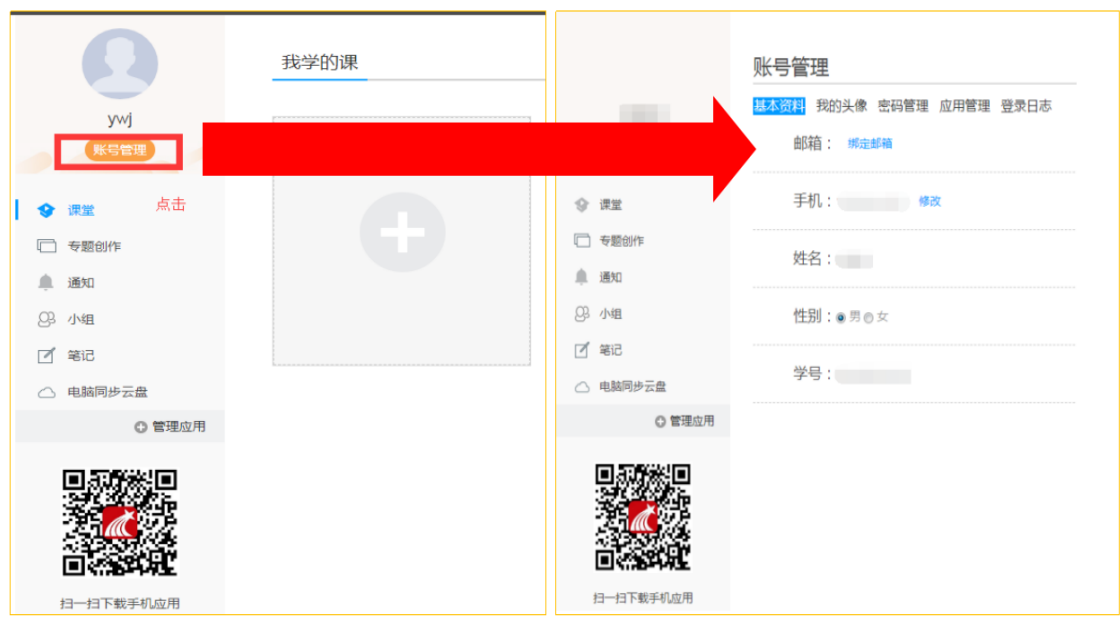 我学的课
ywj
账号管理
点击
课堂
专题创作
通知
小组
笔记
电脑同步云盘
管理应用
扫一扫下载手机应用
账号管理
基本资料 我的头像 密码管理 应用管理 登录日志
邮箱： 绑定邮箱
手机： 修改
姓名：
性别： 男 女
学号：
课堂
专题创作
通知
小组
笔记
电脑同步云盘
管理应用
扫一扫下载手机应用